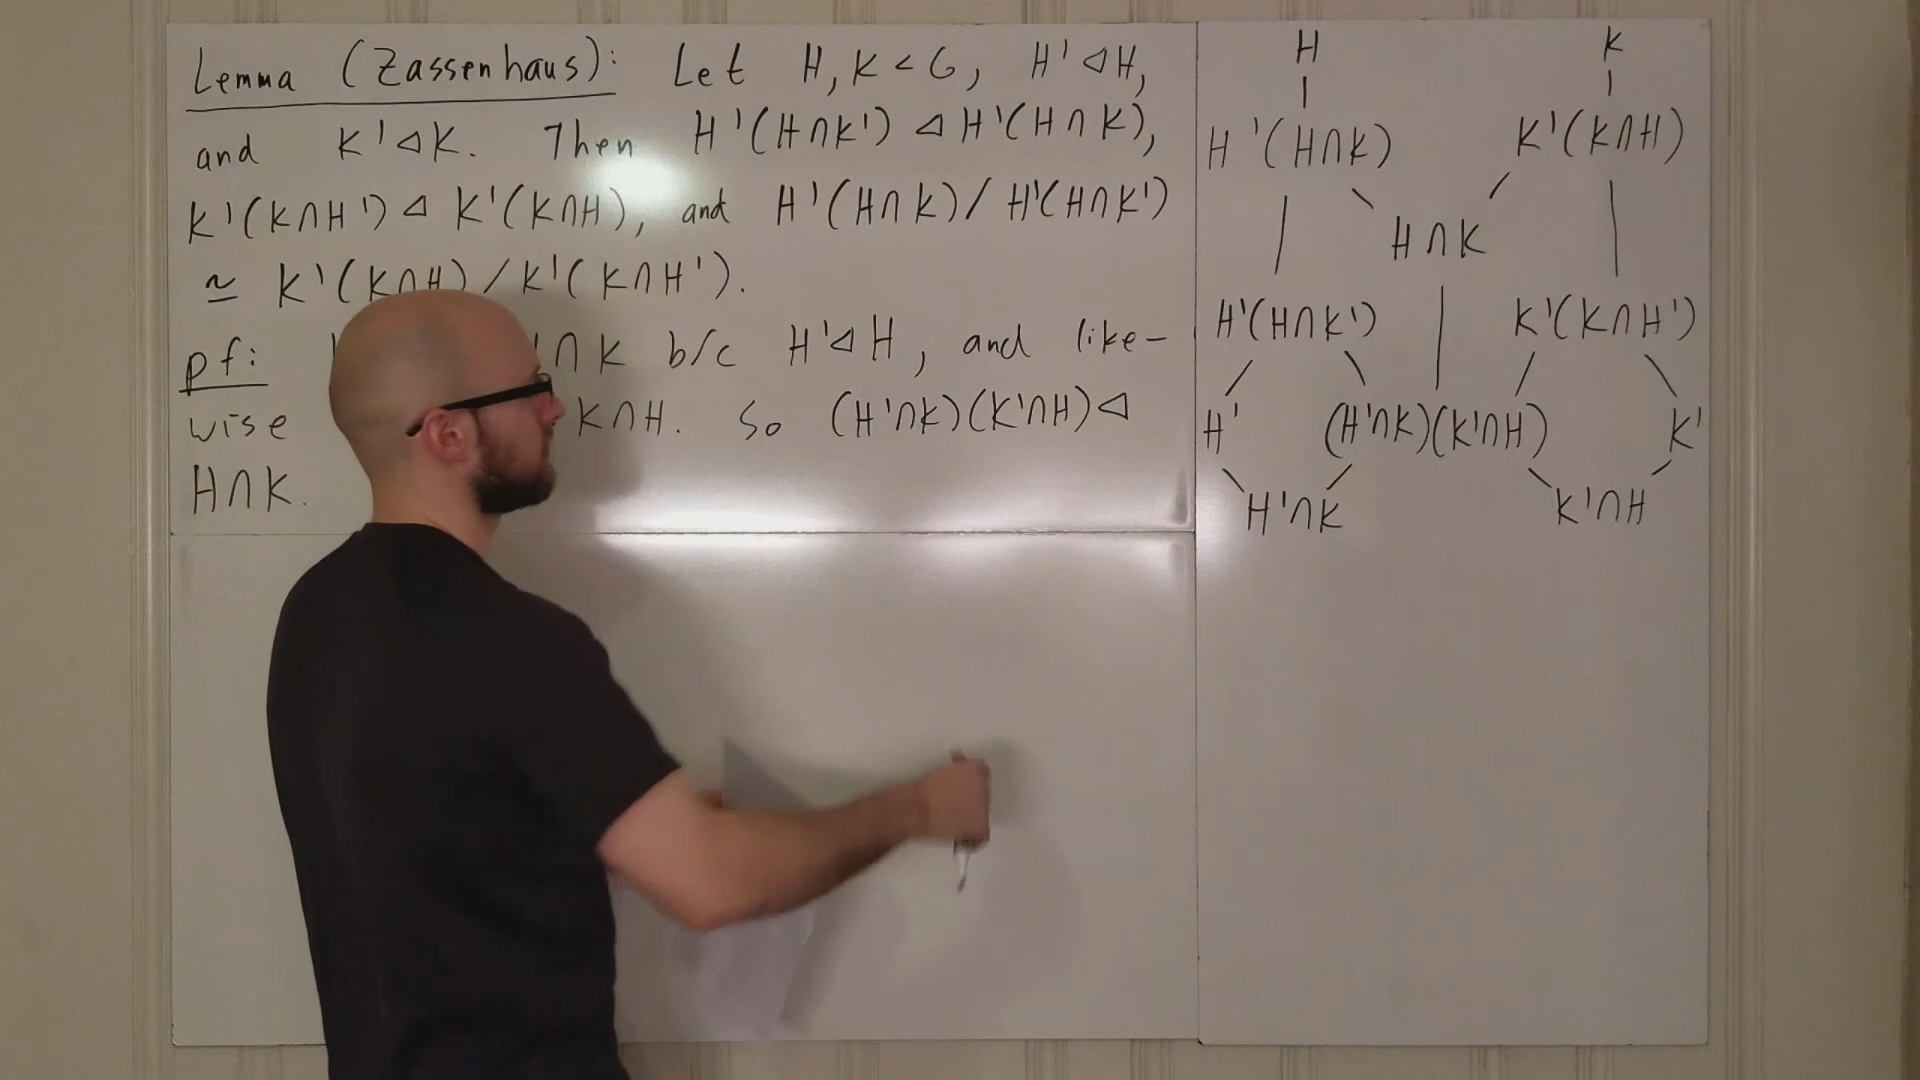 Lemma (Zassenhaus): Let H, K < G, H' ⊲ H,
and K' ⊲ K. Then H'(H∩K') ⊲ H'(H∩K),
K'(K∩H') ⊲ K'(K∩H), and H'(H∩K) / H'(H∩K')
≃ K'(K∩H) / K'(K∩H').
pf: ∩K b/c H' ⊲ H, and like-
wise K∩H. So (H'∩K)(K'∩H) ⊲
H∩K.
H K
H'(H∩K) K'(K∩H)
H∩K
H'(H∩K') K'(K∩H')
H' (H'∩K)(K'∩H) K'
H'∩K K'∩H